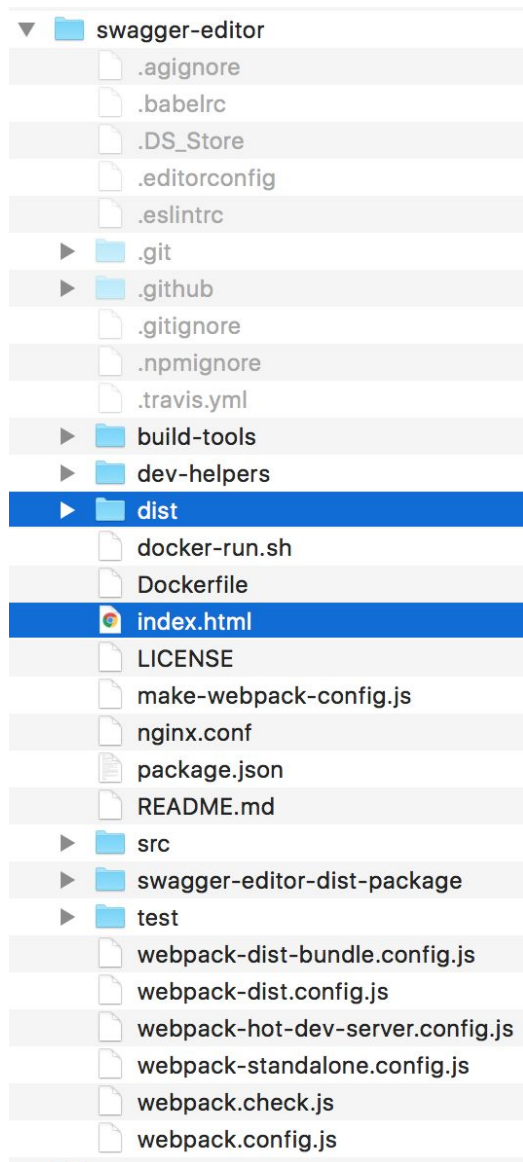 swagger-editor
.agignore
.babelrc
.DS_Store
.editorconfig
.eslintrc
.git
.github
.gitignore
.npmignore
.travis.yml
build-tools
dev-helpers
dist
docker-run.sh
Dockerfile
index.html
LICENSE
make-webpack-config.js
nginx.conf
package.json
README.md
src
swagger-editor-dist-package
test
webpack-dist-bundle.config.js
webpack-dist.config.js
webpack-hot-dev-server.config.js
webpack-standalone.config.js
webpack.check.js
webpack.config.js